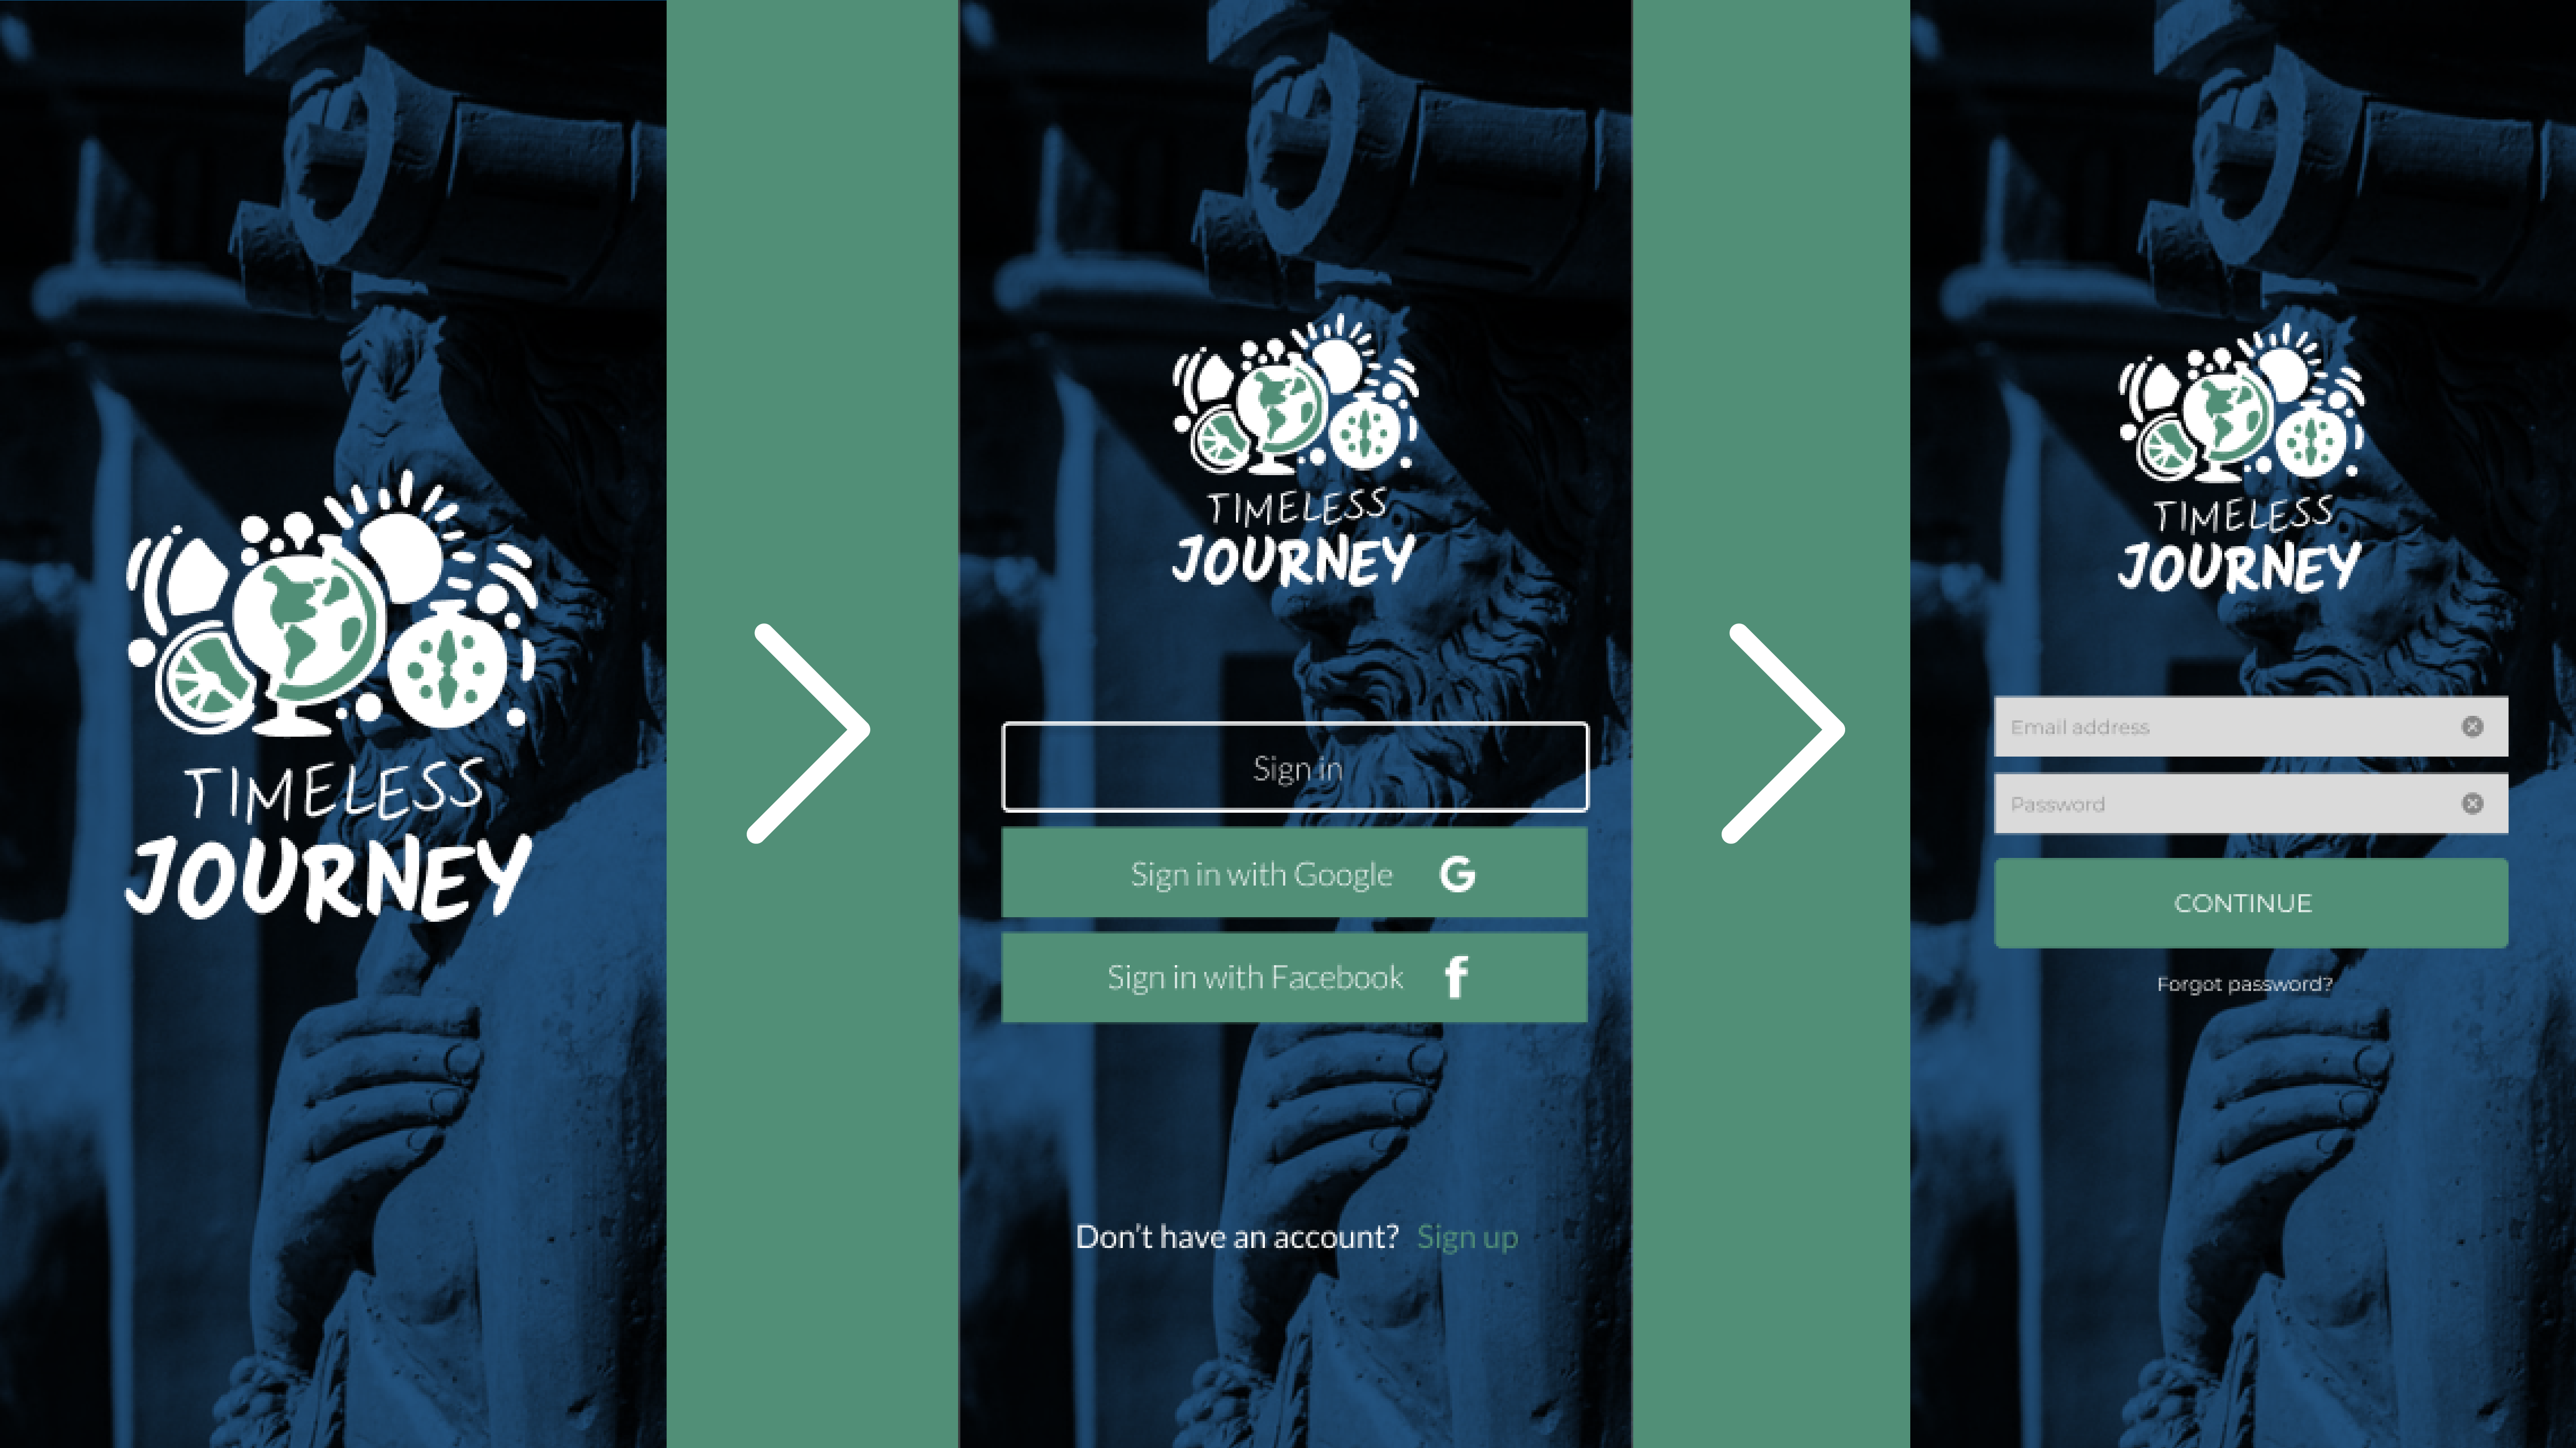 TIMELESS
JOURNEY
TIMELESS
JOURNEY
Sign in
Sign in with Google G
Sign in with Facebook f
Don't have an account? Sign up
TIMELESS
JOURNEY
Email address
Password
CONTINUE
Forgot password?